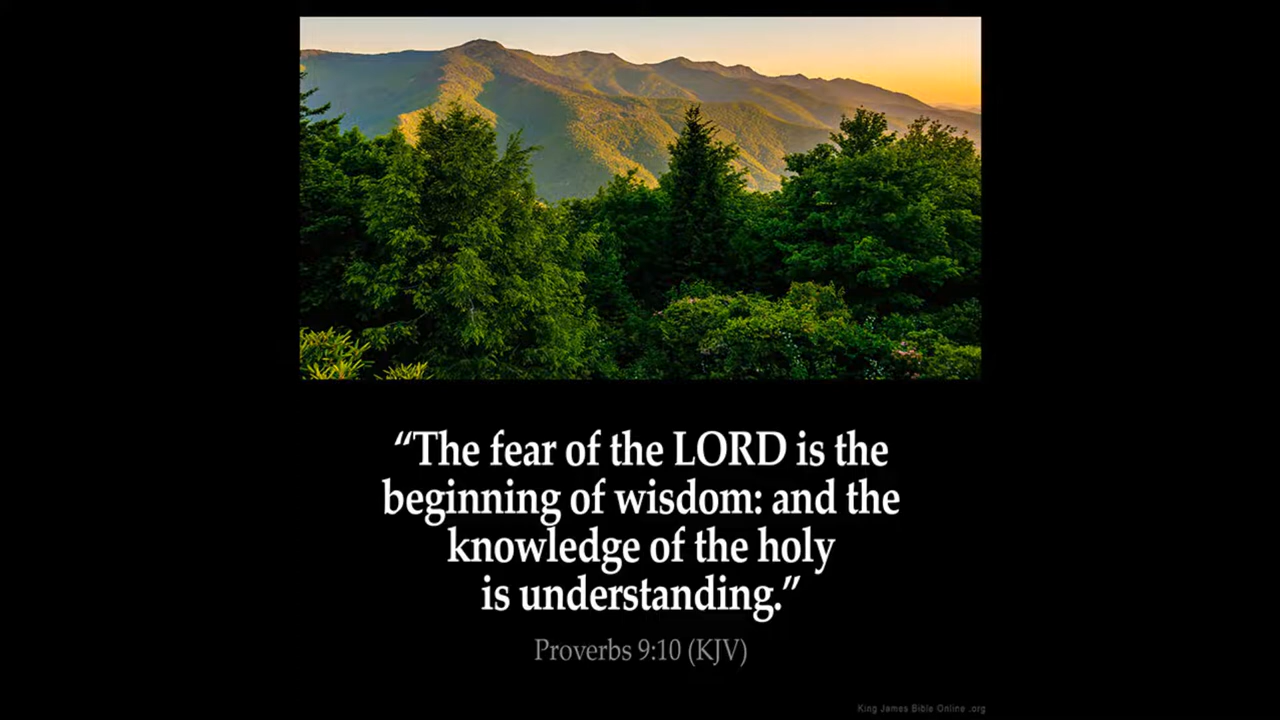 “The fear of the LORD is the
beginning of wisdom: and the
knowledge of the holy
is understanding.”
Proverbs 9:10 (KJV)
King James Bible Online .org